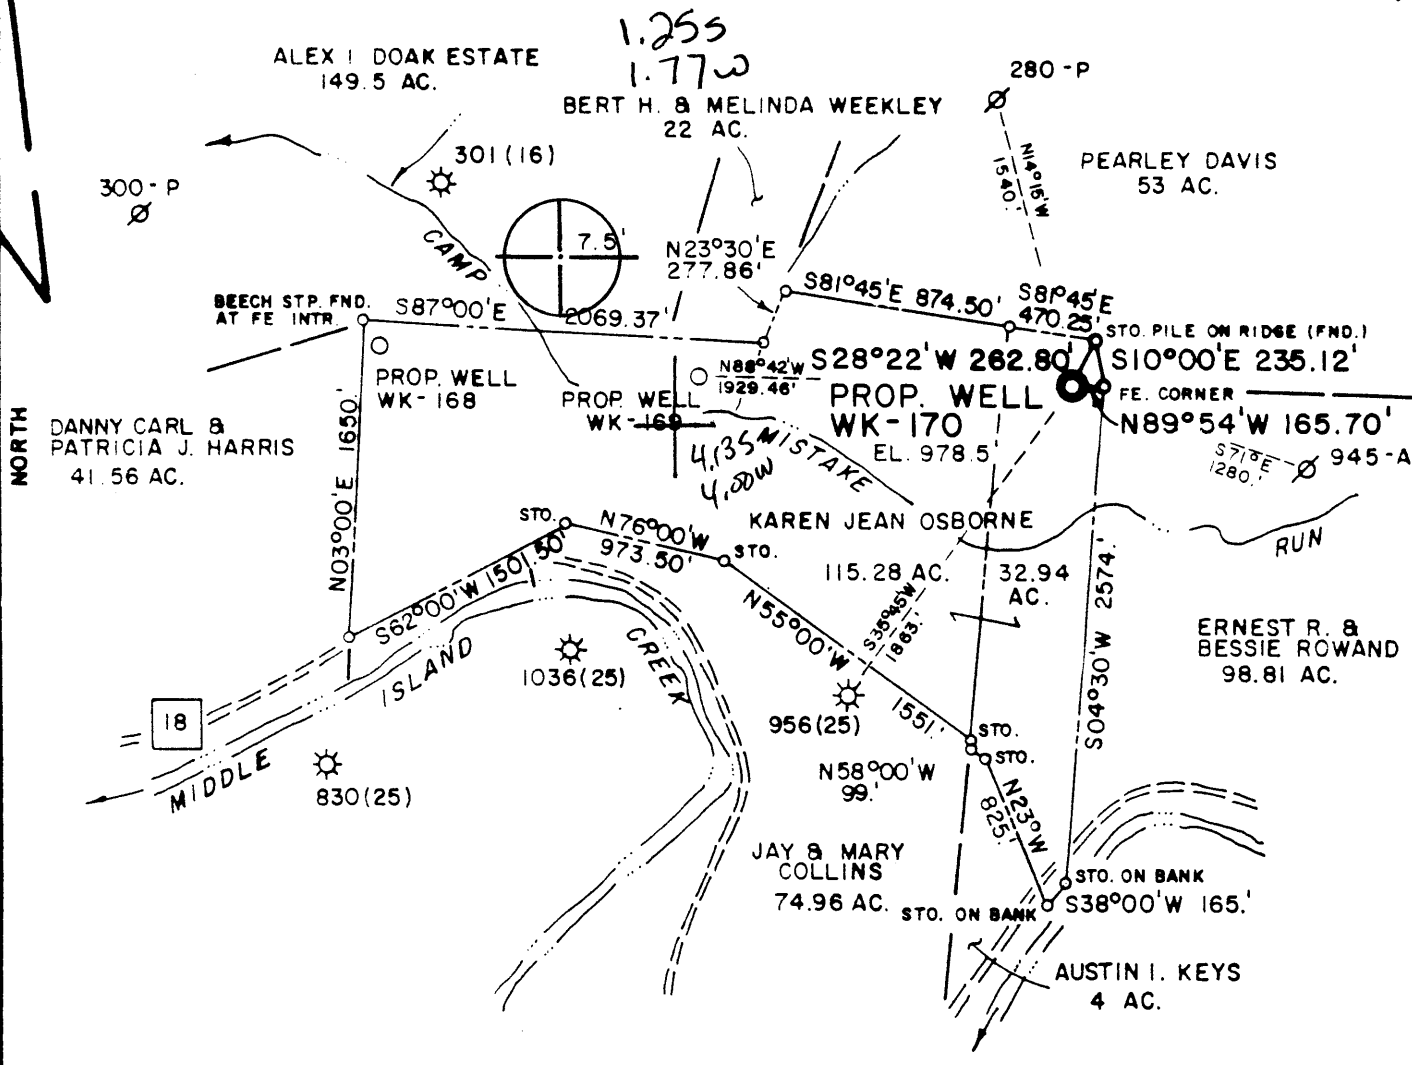 1.25s
1.77w
ALEX I. DOAK ESTATE
149.5 AC.
BERT H. & MELINDA WEEKLEY
22 AC.
280-P
N14°15'W
1540.'
PEARLEY DAVIS
53 AC.
301(16)
300-P
CAMP
7.5'
N23°30'E
277.86'
S81°45'E 874.50'
S81°45'E
470.25'
BEECH STP. FND.
AT FE INTR.
S87°00'E 2069.37'
STO. PILE ON RIDGE (FND.)
N88°42'W
1929.46'
S28°22'W 262.80'
S10°00'E 235.12'
PROP. WELL
WK-168
PROP. WELL
WK-169
PROP. WELL
WK-170
EL. 978.5
FE. CORNER
N89°54'W 165.70'
S71°E
1280.'
945-A
NORTH
DANNY CARL &
PATRICIA J. HARRIS
41.56 AC.
N03°00'E 1650.'
4.13S
4.00W
MISTAKE
RUN
KAREN JEAN OSBORNE
115.28 AC.
32.94
AC.
STO.
N76°00'W
973.50'
STO.
S62°00'W 1501.50'
N55°00'W 1551.'
S35°45'W
1863.'
S04°30'W 2574.'
ERNEST R. &
BESSIE ROWAND
98.81 AC.
MIDDLE ISLAND CREEK
18
1036(25)
956(25)
830(25)
STO.
STO.
N58°00'W
99.'
N23°W
825.'
JAY & MARY
COLLINS
74.96 AC.
STO. ON BANK
STO. ON BANK
S38°00'W 165.'
AUSTIN I. KEYS
4 AC.